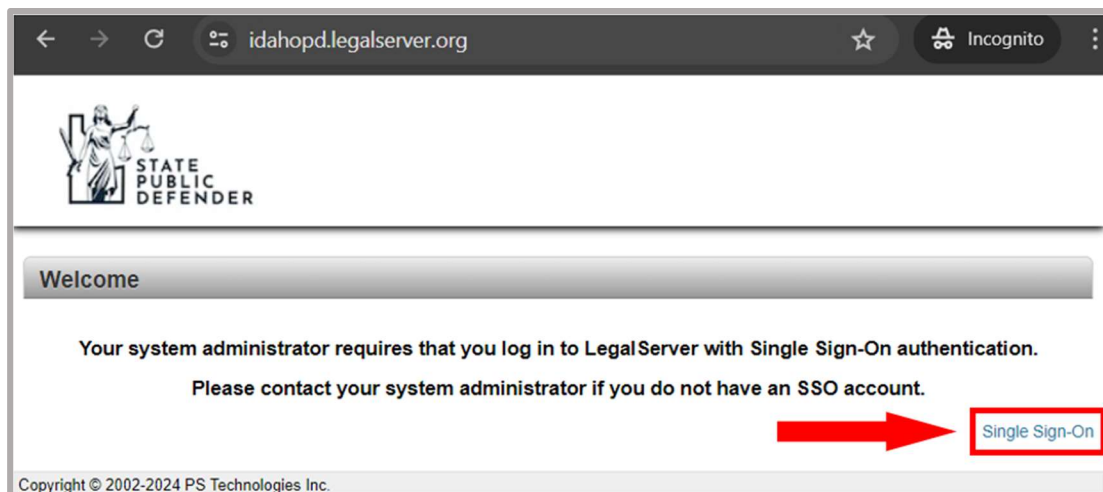 idahopd.legalserver.org
Incognito
STATE
PUBLIC
DEFENDER
Welcome
Your system administrator requires that you log in to LegalServer with Single Sign-On authentication.
Please contact your system administrator if you do not have an SSO account.
Single Sign-On
Copyright © 2002-2024 PS Technologies Inc.